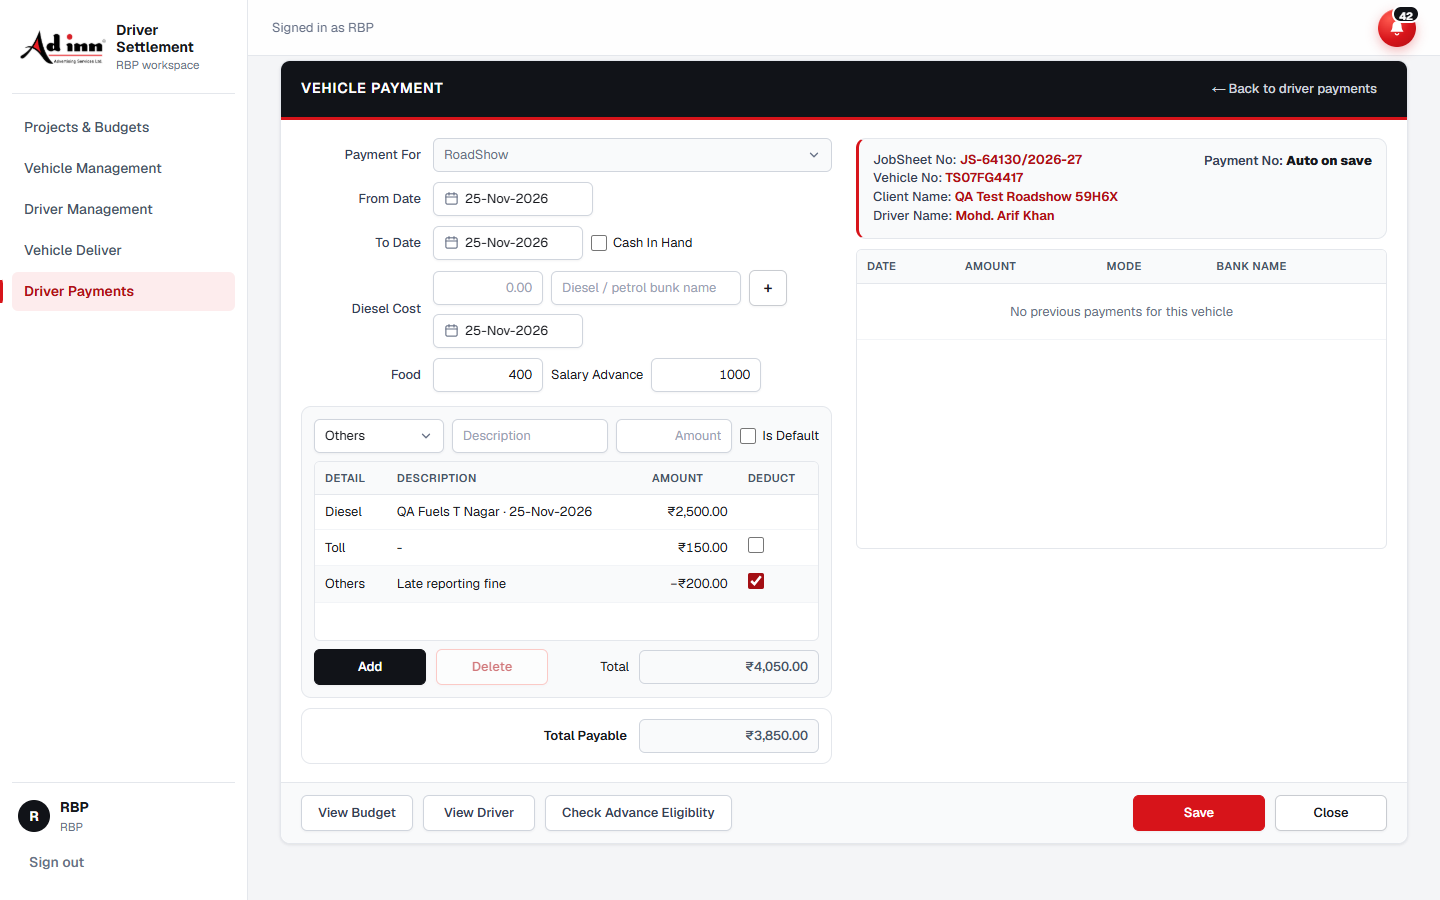 Ad inn
Advertising Services Ltd.
Driver
Settlement
RBP workspace
Signed in as RBP
42
Projects & Budgets
Vehicle Management
Driver Management
Vehicle Deliver
Driver Payments
RBP
R
RBP
Sign out
VEHICLE PAYMENT
← Back to driver payments
Payment For
RoadShow
From Date
25-Nov-2026
To Date
25-Nov-2026
Cash In Hand
Diesel Cost
0.00
Diesel / petrol bunk name
+
25-Nov-2026
Food
400
Salary Advance
1000
Others
Description
Amount
Is Default
DETAIL DESCRIPTION AMOUNT DEDUCT
Diesel QA Fuels T Nagar · 25-Nov-2026 ₹2,500.00
Toll - ₹150.00
Others Late reporting fine −₹200.00
Add
Delete
Total
₹4,050.00
Total Payable
₹3,850.00
JobSheet No: JS-64130/2026-27
Payment No: Auto on save
Vehicle No: TS07FG4417
Client Name: QA Test Roadshow 59H6X
Driver Name: Mohd. Arif Khan
DATE AMOUNT MODE BANK NAME
No previous payments for this vehicle
View Budget
View Driver
Check Advance Eligiblity
Save
Close